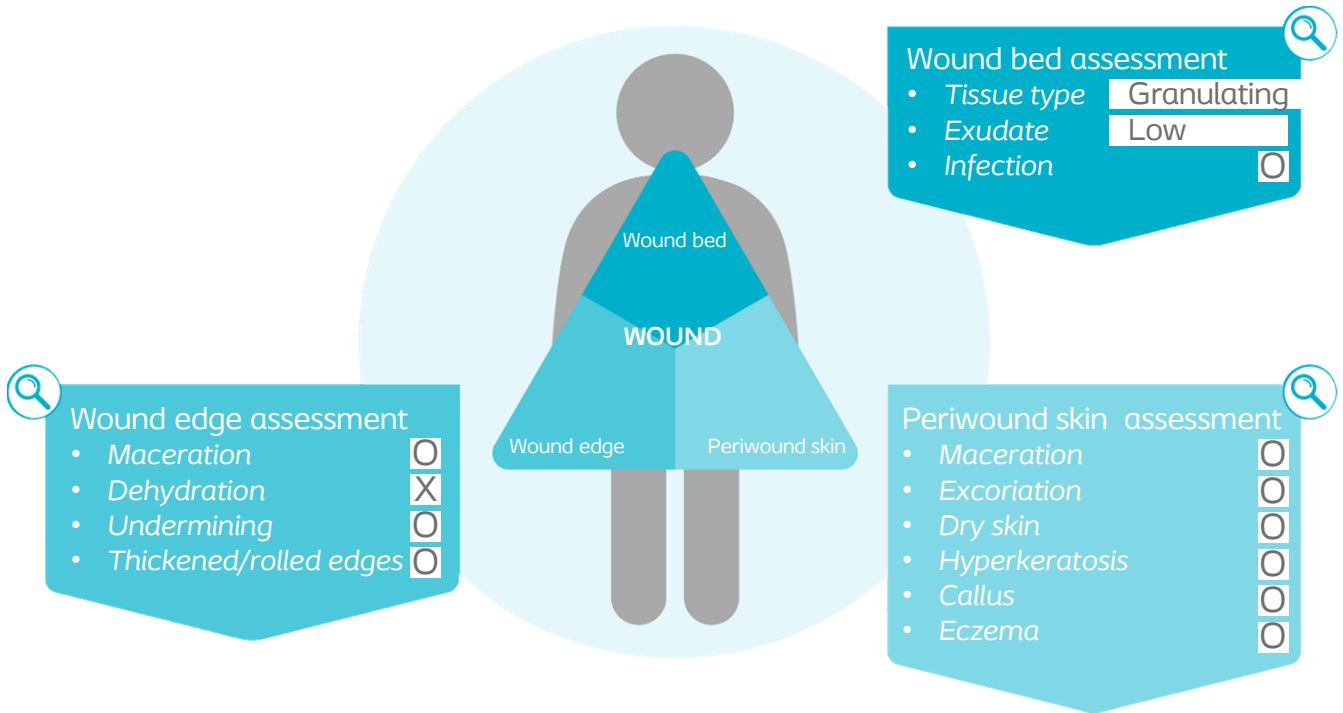 Wound bed assessment
• Tissue type Granulating
• Exudate Low
• Infection O
Wound bed
WOUND
Wound edge Periwound skin
Wound edge assessment
• Maceration O
• Dehydration X
• Undermining O
• Thickened/rolled edges O
Periwound skin assessment
• Maceration O
• Excoriation O
• Dry skin O
• Hyperkeratosis O
• Callus O
• Eczema O